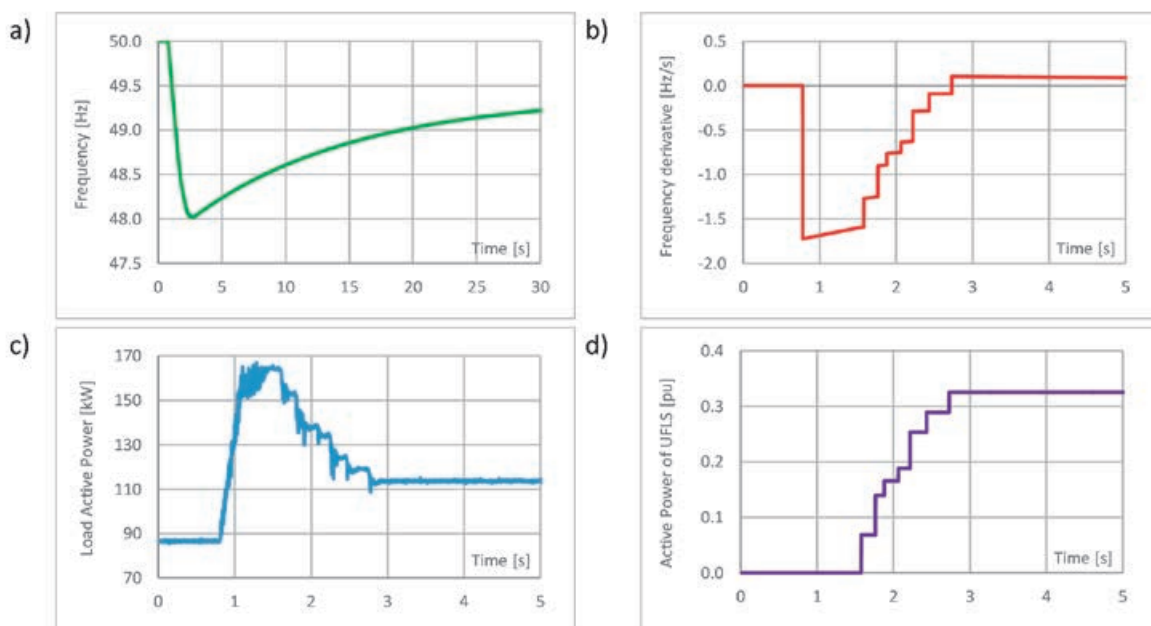 a)
50.0
49.5
49.0
48.5
48.0
47.5
Frequency [Hz]
Time [s]
0 5 10 15 20 25 30
b)
0.5
0.0
-0.5
-1.0
-1.5
-2.0
Frequency derivative [Hz/s]
Time [s]
0 1 2 3 4 5
c)
170
150
130
110
90
70
Load Active Power [kW]
Time [s]
0 1 2 3 4 5
d)
0.4
0.3
0.2
0.1
0.0
Active Power of UFLS [pu]
Time [s]
0 1 2 3 4 5